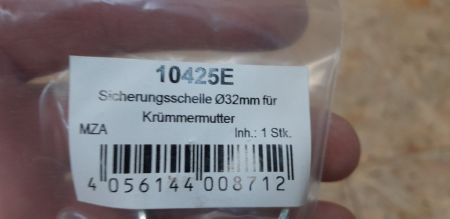 10425E
Sicherungsschelle Ø32mm für
Krümmermutter
MZA Inh.: 1 Stk.
4 056144 008712